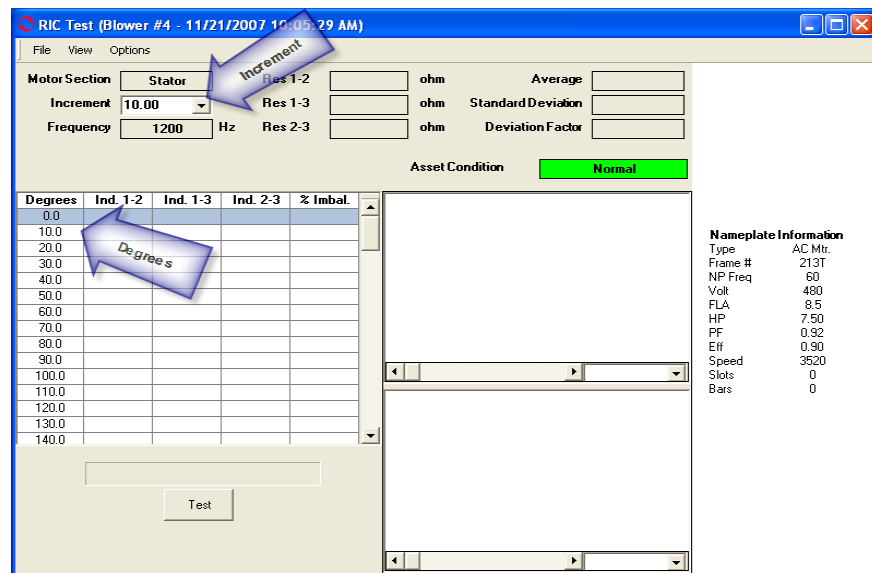 RIC Test (Blower #4 - 11/21/2007 10:05:29 AM)
File View Options
Increment
Motor Section Stator Res 1-2 ohm Average
Increment 10.00 Res 1-3 ohm Standard Deviation
Frequency 1200 Hz Res 2-3 ohm Deviation Factor
Asset Condition Normal
Degrees Ind. 1-2 Ind. 1-3 Ind. 2-3 % Imbal.
0.0
10.0
20.0
30.0
40.0
50.0
60.0
70.0
80.0
90.0
100.0
110.0
120.0
130.0
140.0
Degrees
Test
Nameplate Information
Type AC Mtr.
Frame # 213T
NP Freq 60
Volt 480
FLA 8.5
HP 7.50
PF 0.92
Eff 0.90
Speed 3520
Slots 0
Bars 0